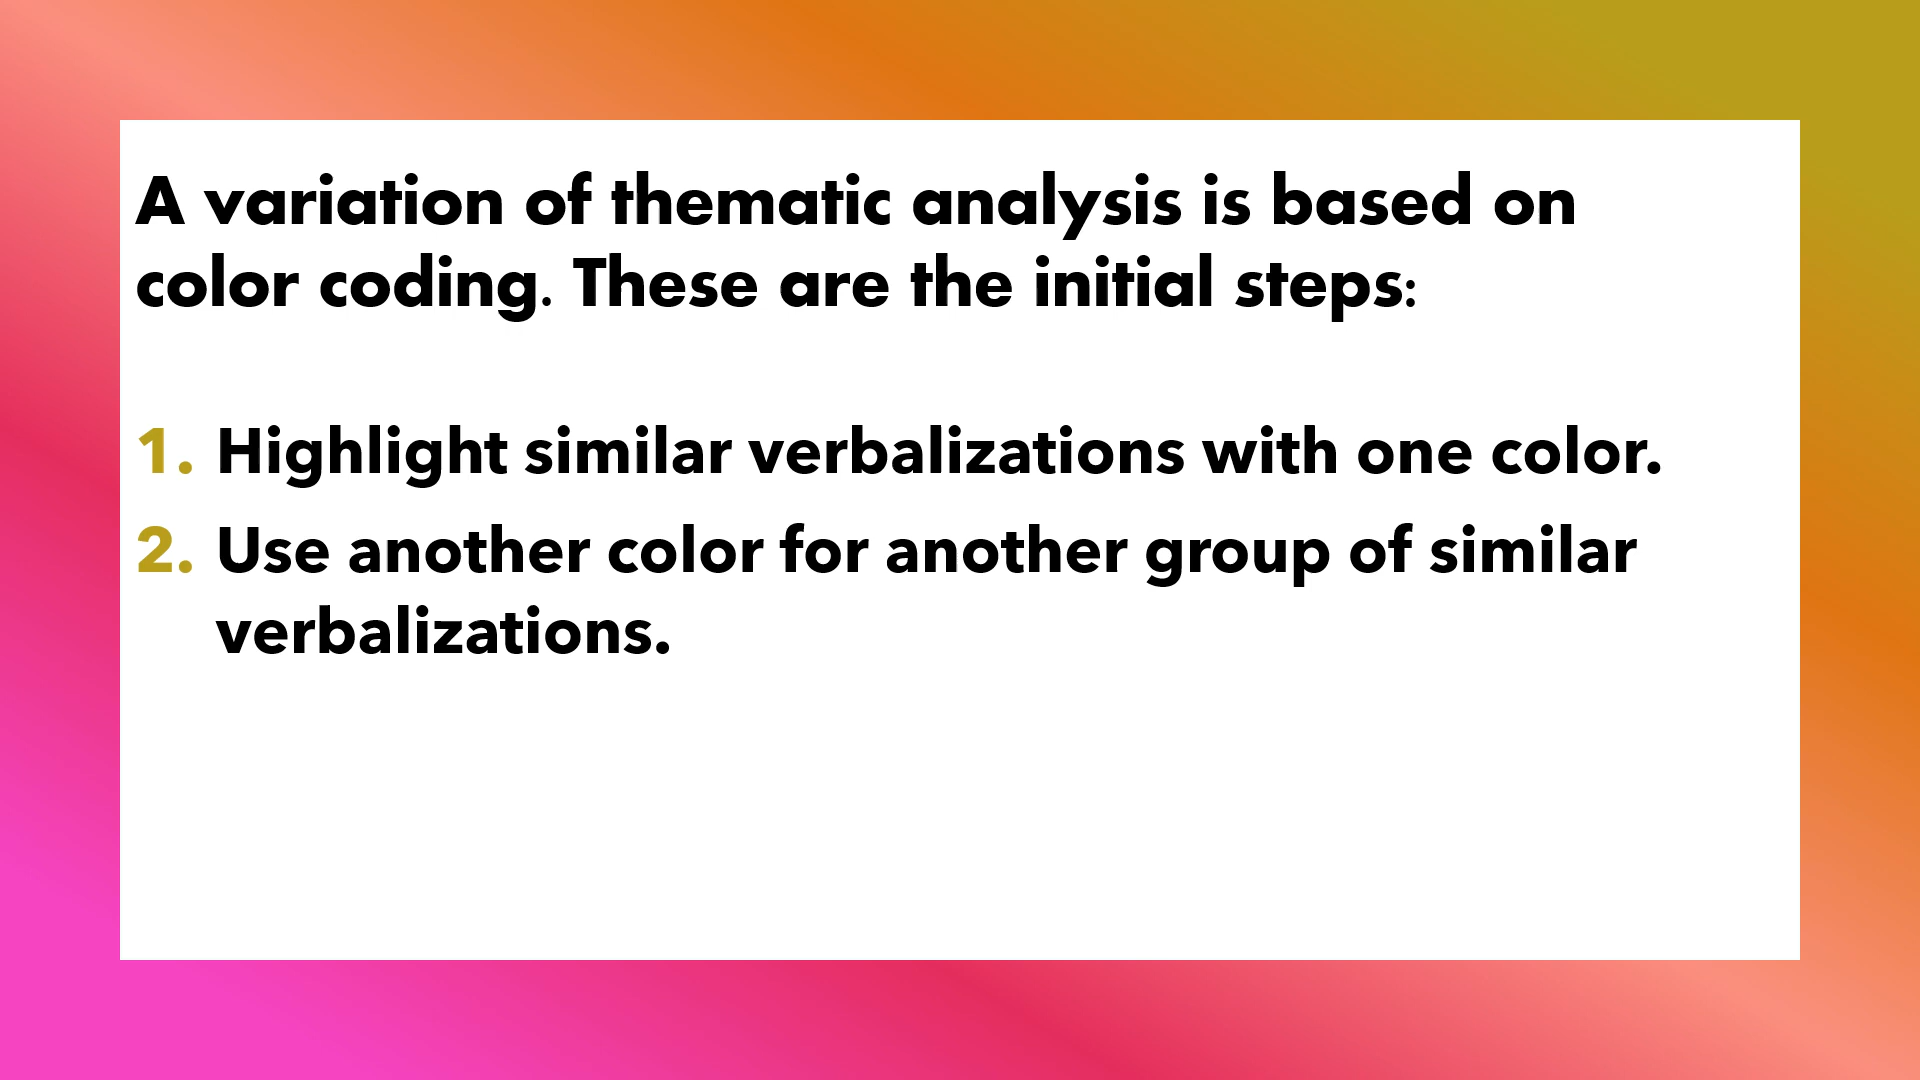 A variation of thematic analysis is based on
color coding. These are the initial steps:
1. Highlight similar verbalizations with one color.
2. Use another color for another group of similar
verbalizations.